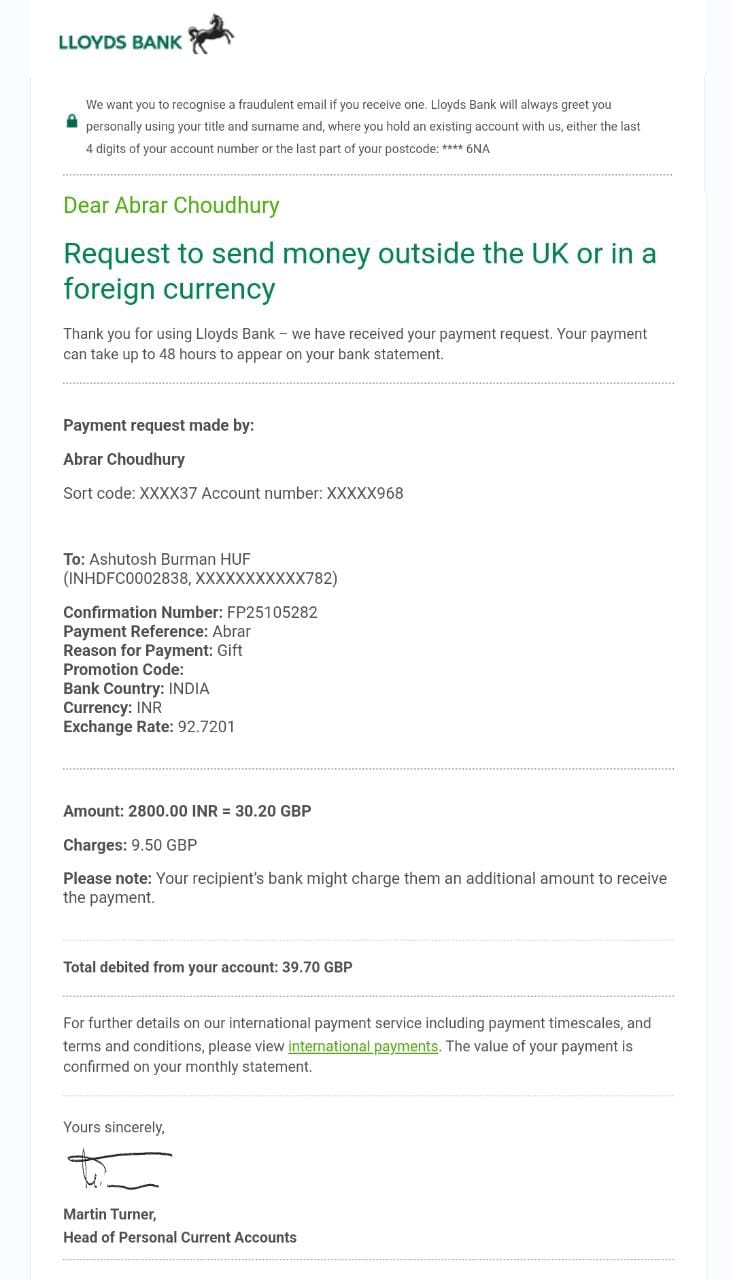 LLOYDS BANK
We want you to recognise a fraudulent email if you receive one. Lloyds Bank will always greet you
personally using your title and surname and, where you hold an existing account with us, either the last
4 digits of your account number or the last part of your postcode: **** 6NA
Dear Abrar Choudhury
Request to send money outside the UK or in a
foreign currency
Thank you for using Lloyds Bank – we have received your payment request. Your payment
can take up to 48 hours to appear on your bank statement.
Payment request made by:
Abrar Choudhury
Sort code: XXXX37 Account number: XXXXX968
To: Ashutosh Burman HUF
(INHDFC0002838, XXXXXXXXXXX782)
Confirmation Number: FP25105282
Payment Reference: Abrar
Reason for Payment: Gift
Promotion Code:
Bank Country: INDIA
Currency: INR
Exchange Rate: 92.7201
Amount: 2800.00 INR = 30.20 GBP
Charges: 9.50 GBP
Please note: Your recipient's bank might charge them an additional amount to receive
the payment.
Total debited from your account: 39.70 GBP
For further details on our international payment service including payment timescales, and
terms and conditions, please view international payments. The value of your payment is
confirmed on your monthly statement.
Yours sincerely,
Martin Turner,
Head of Personal Current Accounts